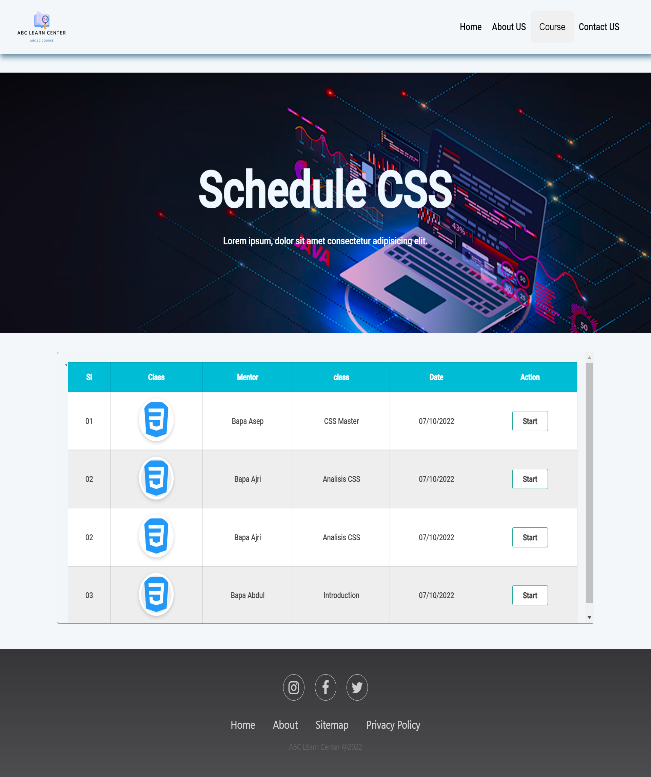 ABC LEARN CENTER
Home About US Course Contact US
Schedule CSS
Lorem ipsum, dolor sit amet consectetur adipisicing elit.
JAVA
43%
Sl Class Mentor class Date Action
01 Bapa Asep CSS Master 07/10/2022 Start
02 Bapa Ajri Analisis CSS 07/10/2022 Start
02 Bapa Ajri Analisis CSS 07/10/2022 Start
03 Bapa Abdul Introduction 07/10/2022 Start
Home About Sitemap Privacy Policy
ABC Learn Center @2022